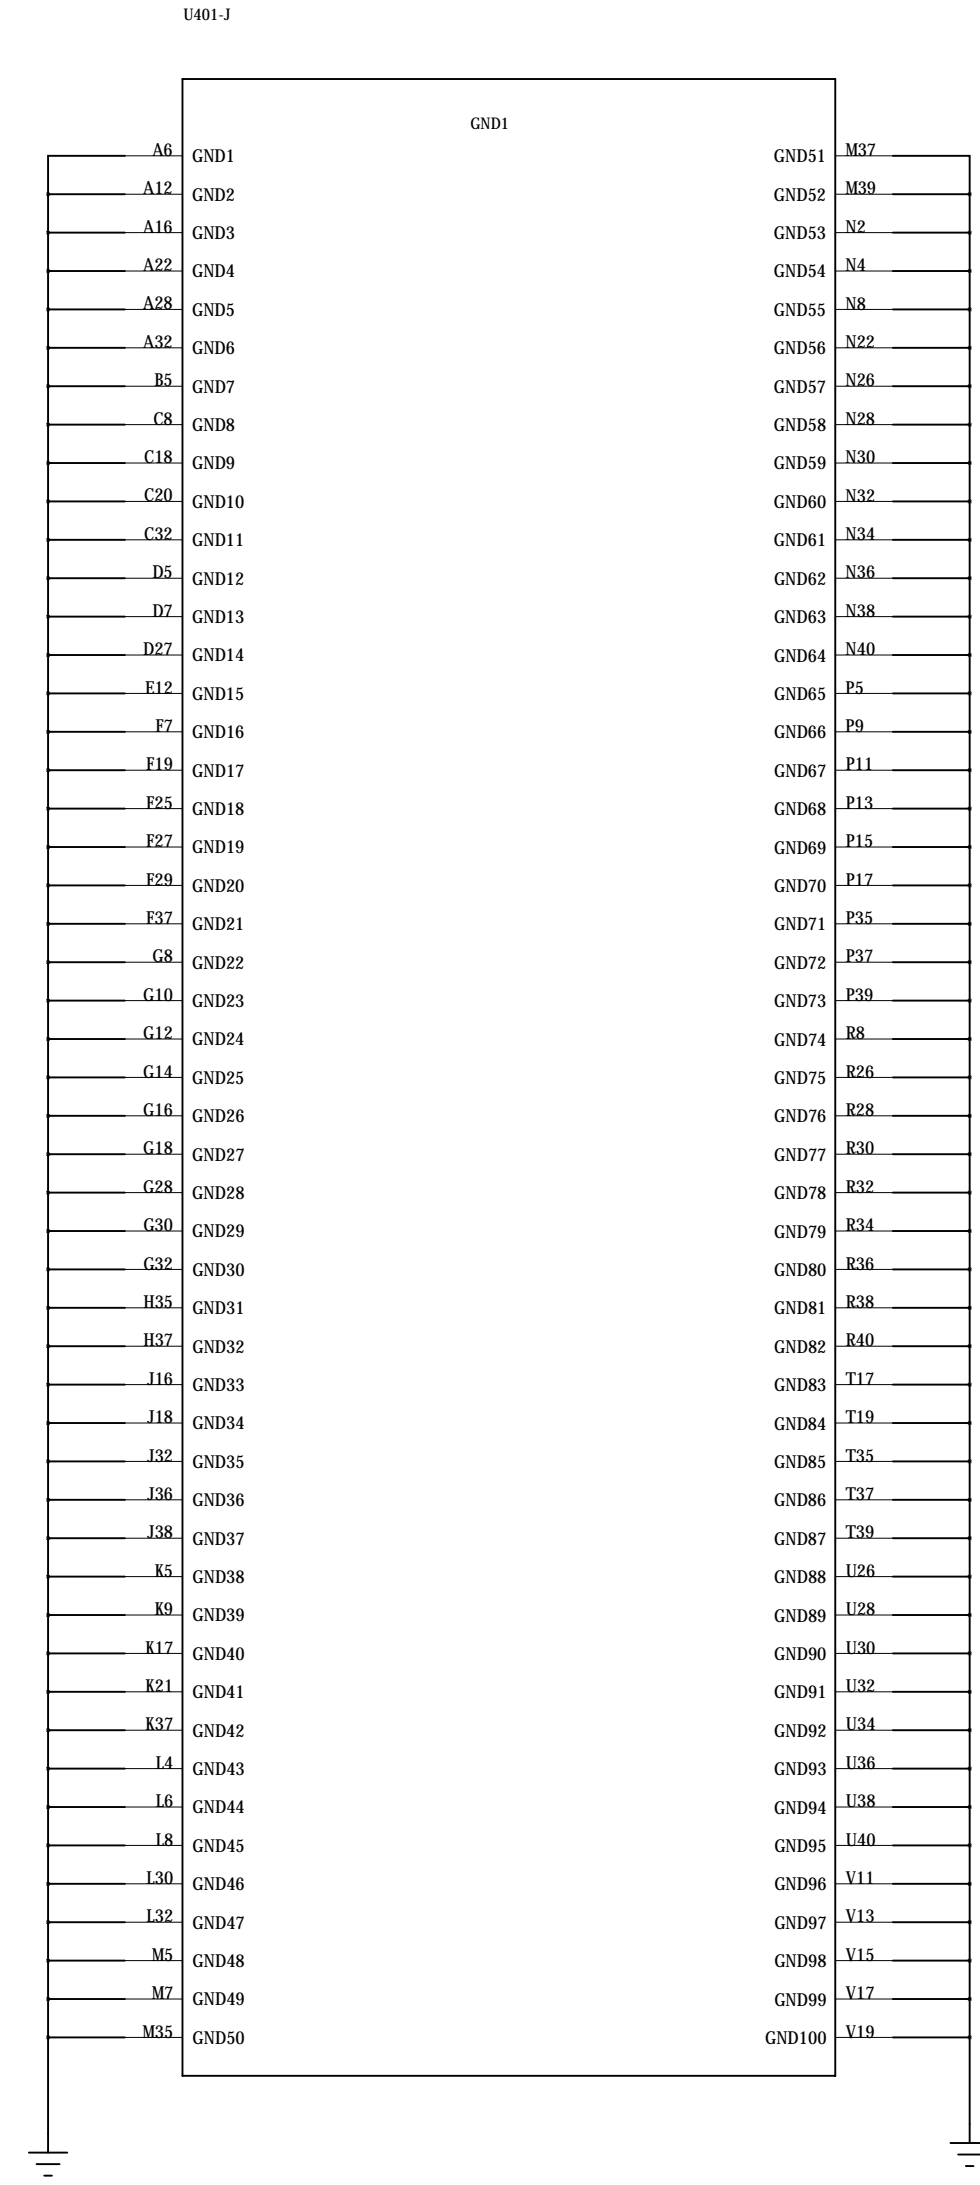 U401-J
GND1
A6 GND1 GND51 M37
A12 GND2 GND52 M39
A16 GND3 GND53 N2
A22 GND4 GND54 N4
A28 GND5 GND55 N8
A32 GND6 GND56 N22
B5 GND7 GND57 N26
C8 GND8 GND58 N28
C18 GND9 GND59 N30
C20 GND10 GND60 N32
C32 GND11 GND61 N34
D5 GND12 GND62 N36
D7 GND13 GND63 N38
D27 GND14 GND64 N40
E12 GND15 GND65 P5
F7 GND16 GND66 P9
F19 GND17 GND67 P11
F25 GND18 GND68 P13
F27 GND19 GND69 P15
F29 GND20 GND70 P17
F37 GND21 GND71 P35
G8 GND22 GND72 P37
G10 GND23 GND73 P39
G12 GND24 GND74 R8
G14 GND25 GND75 R26
G16 GND26 GND76 R28
G18 GND27 GND77 R30
G28 GND28 GND78 R32
G30 GND29 GND79 R34
G32 GND30 GND80 R36
H35 GND31 GND81 R38
H37 GND32 GND82 R40
J16 GND33 GND83 T17
J18 GND34 GND84 T19
J32 GND35 GND85 T35
J36 GND36 GND86 T37
J38 GND37 GND87 T39
K5 GND38 GND88 U26
K9 GND39 GND89 U28
K17 GND40 GND90 U30
K21 GND41 GND91 U32
K37 GND42 GND92 U34
L4 GND43 GND93 U36
L6 GND44 GND94 U38
L8 GND45 GND95 U40
L30 GND46 GND96 V11
L32 GND47 GND97 V13
M5 GND48 GND98 V15
M7 GND49 GND99 V17
M35 GND50 GND100 V19